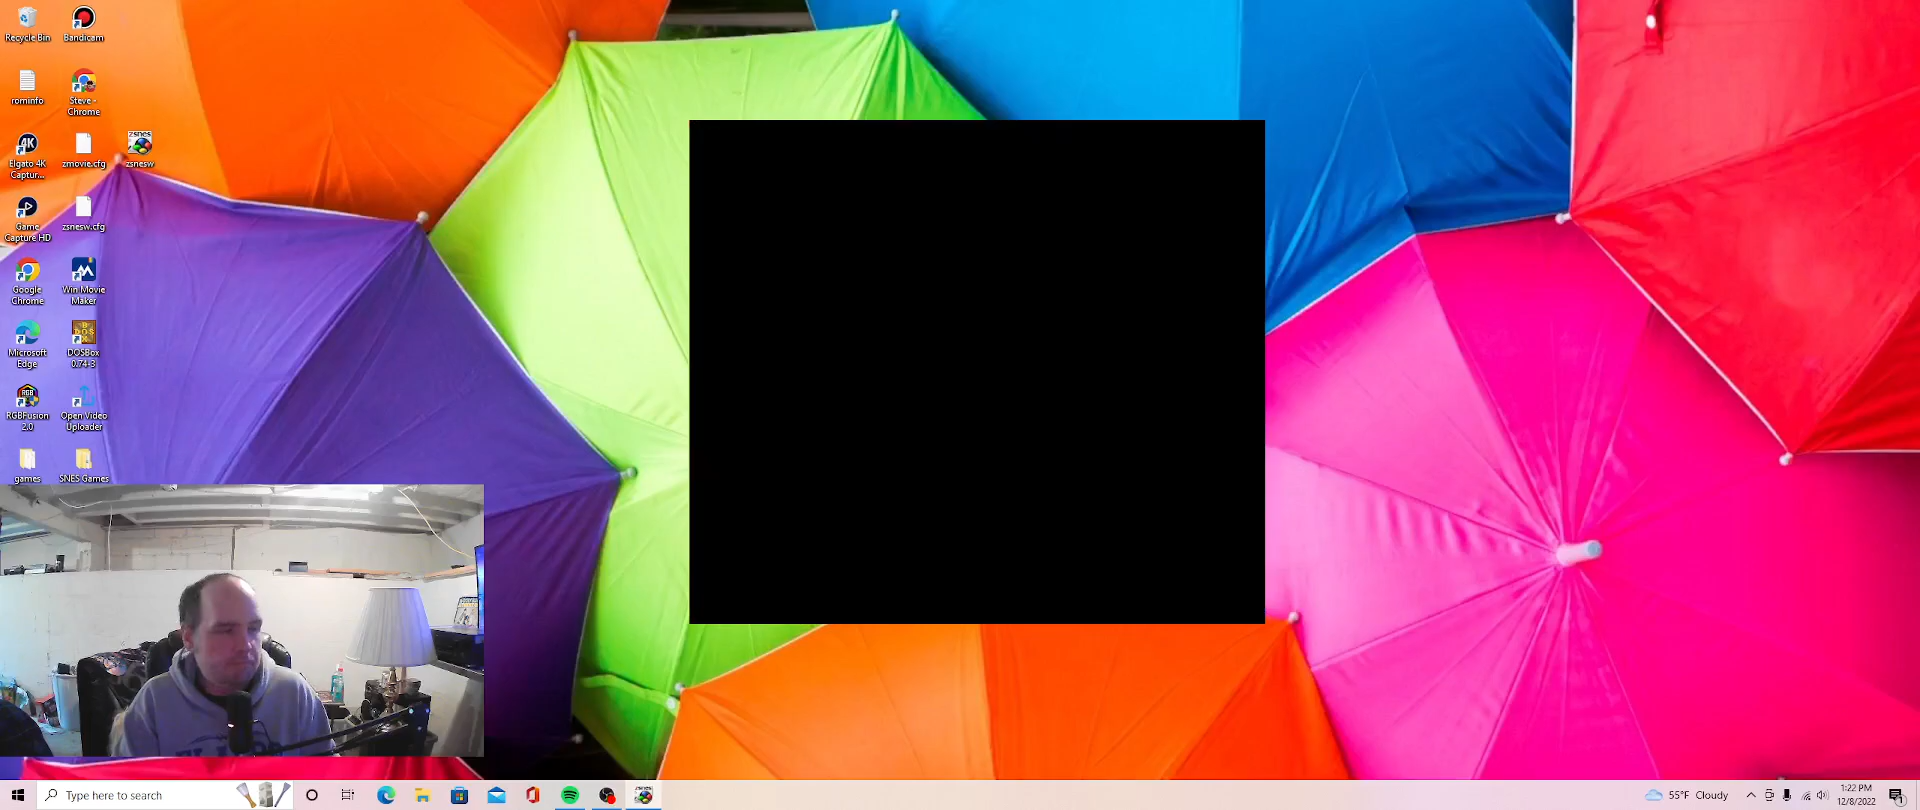 Recycle Bin
Bandicam
rominfo
Steve -
Chrome
Elgato 4K
Captur...
zmovie.cfg
zsnes
zsnesw
Game
Capture HD
zsnesw.cfg
Google
Chrome
Win Movie
Maker
Microsoft
Edge
DOSBox
0.74-3
RGBFusion
2.0
Open Video
Uploader
games
SNES Games
Type here to search
55°F Cloudy
1:22 PM
12/8/2022
1